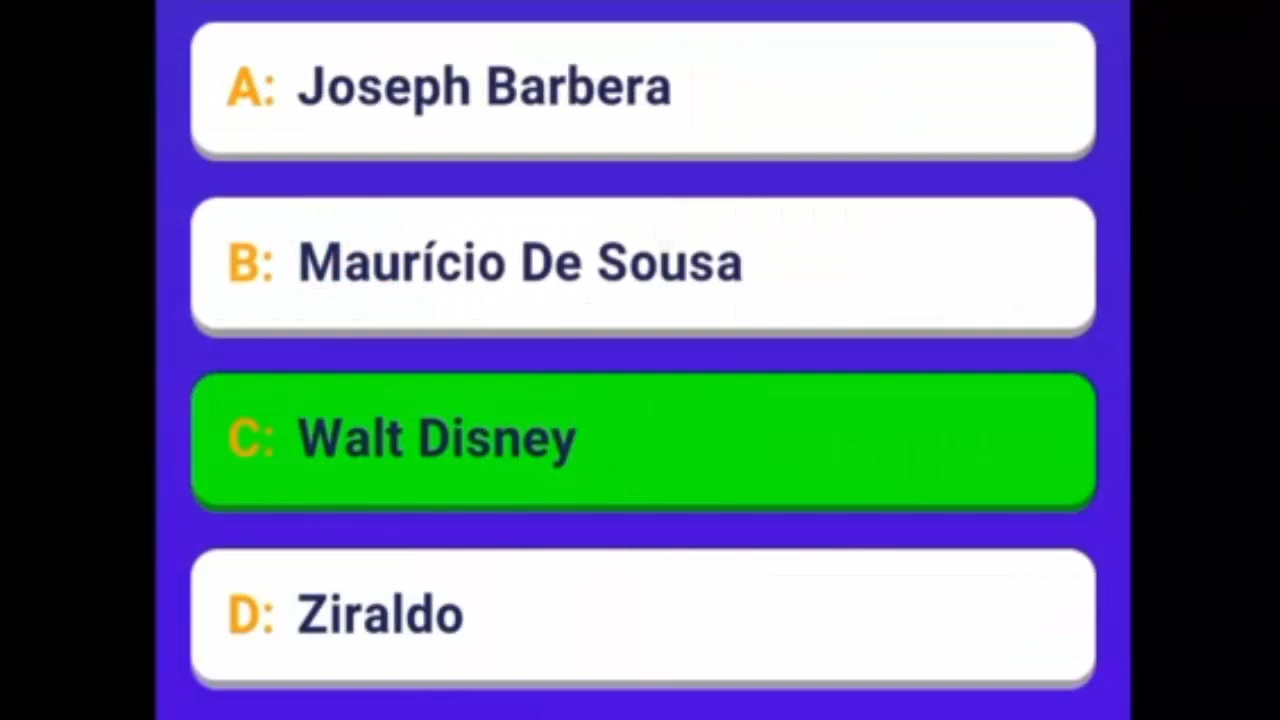 A: Joseph Barbera
B: Maurício De Sousa
C: Walt Disney
D: Ziraldo